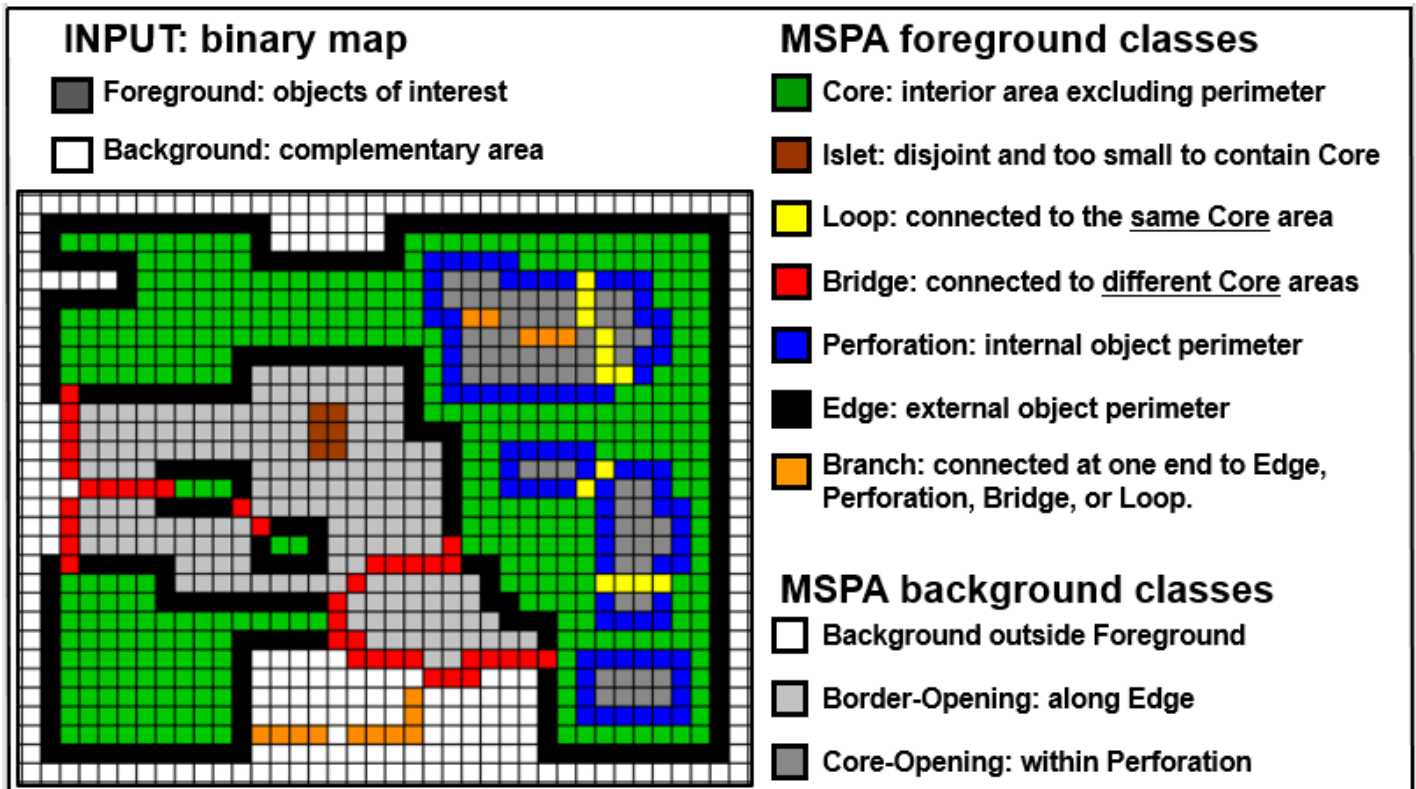 INPUT: binary map
Foreground: objects of interest
Background: complementary area
MSPA foreground classes
Core: interior area excluding perimeter
Islet: disjoint and too small to contain Core
Loop: connected to the same Core area
Bridge: connected to different Core areas
Perforation: internal object perimeter
Edge: external object perimeter
Branch: connected at one end to Edge,
Perforation, Bridge, or Loop.
MSPA background classes
Background outside Foreground
Border-Opening: along Edge
Core-Opening: within Perforation